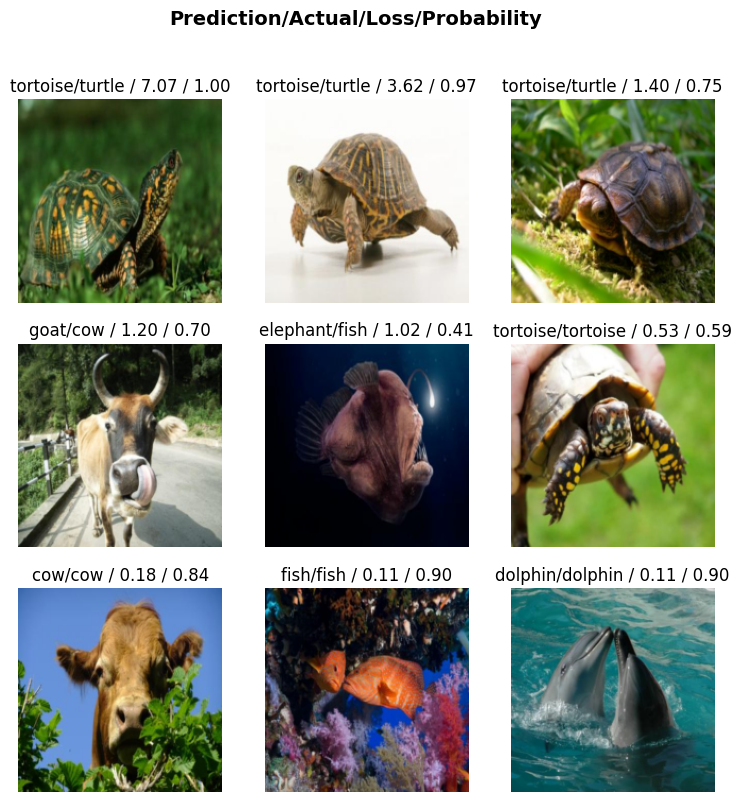 Prediction/Actual/Loss/Probability
tortoise/turtle / 7.07 / 1.00
tortoise/turtle / 3.62 / 0.97
tortoise/turtle / 1.40 / 0.75
goat/cow / 1.20 / 0.70
elephant/fish / 1.02 / 0.41
tortoise/tortoise / 0.53 / 0.59
cow/cow / 0.18 / 0.84
fish/fish / 0.11 / 0.90
dolphin/dolphin / 0.11 / 0.90